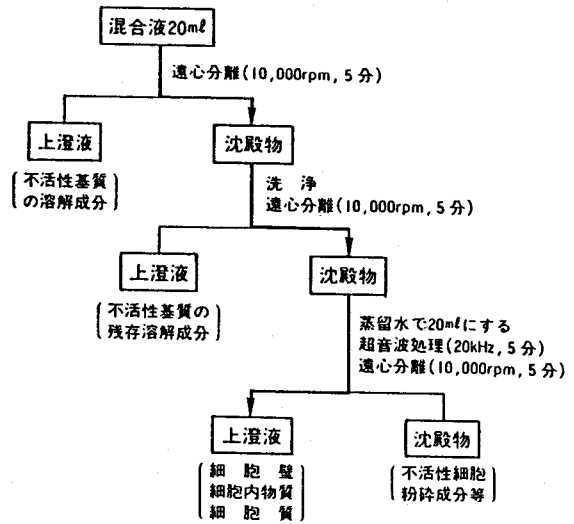 混合液20mℓ
遠心分離(10,000rpm, 5分)
上澄液
沈殿物
不活性基質
の溶解成分
洗 浄
遠心分離(10,000rpm, 5分)
上澄液
沈殿物
不活性基質の
残存溶解成分
蒸留水で20mℓにする
超音波処理(20kHz, 5分)
遠心分離(10,000rpm, 5分)
上澄液
沈殿物
細 胞 壁
細胞内物質
細 胞 質
不活性細胞
粉砕成分等